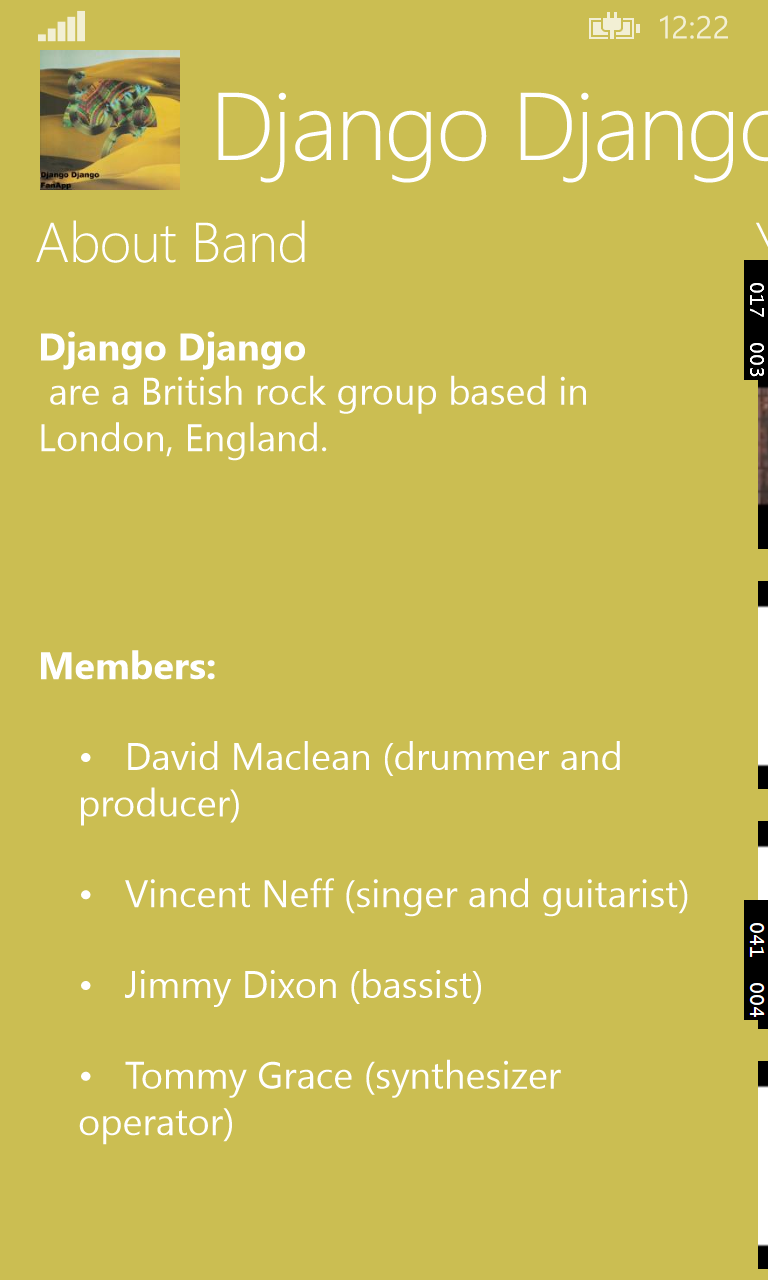 12:22
Django Django
FanApp
Django Django
About Band
017
003
Django Django
are a British rock group based in
London, England.
Members:
• David Maclean (drummer and
producer)
• Vincent Neff (singer and guitarist)
• Jimmy Dixon (bassist)
• Tommy Grace (synthesizer
operator)
041
004